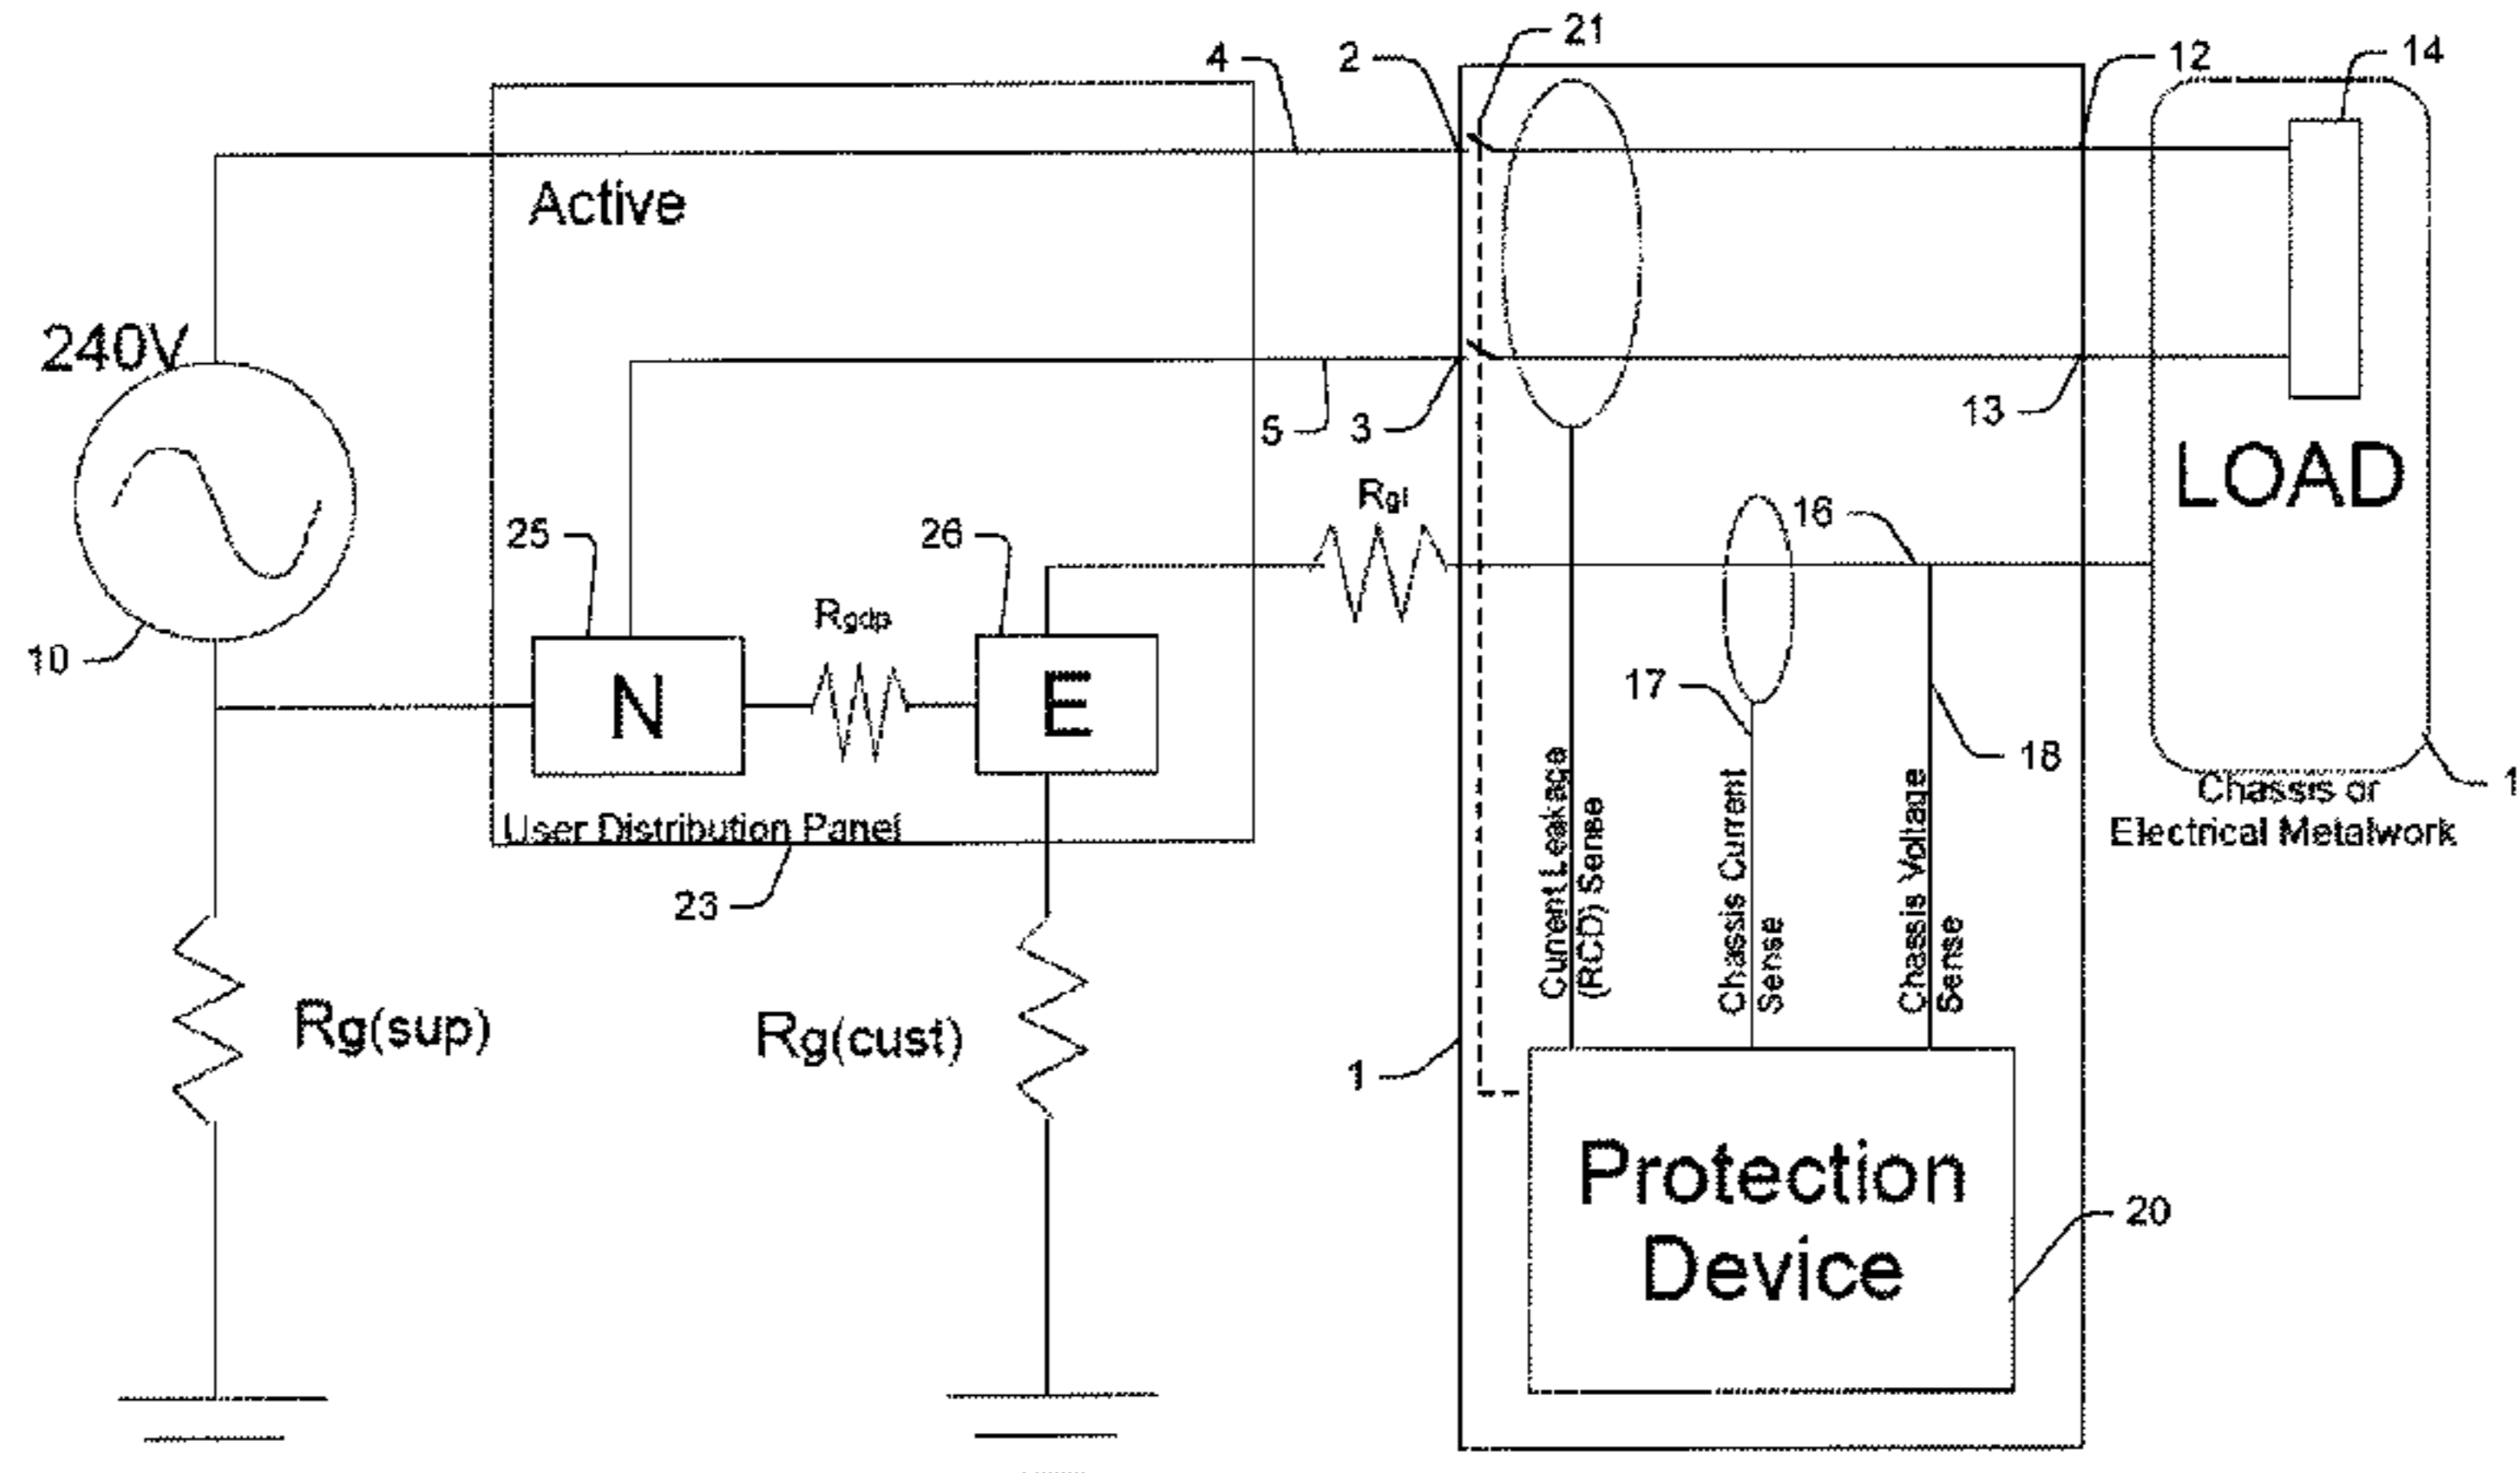 21
4
2
12
14
Active
240V
5
3
13
LOAD
Rgl
16
25
26
Rgdp
10
N
E
17
18
User Distribution Panel
23
Chassis or
Electrical Metalwork
1
Current Leakage
(RCD) Sense
Chassis Current
Sense
Chassis Voltage
Sense
Rg(sup)
Rg(cust)
1
Protection
Device
20